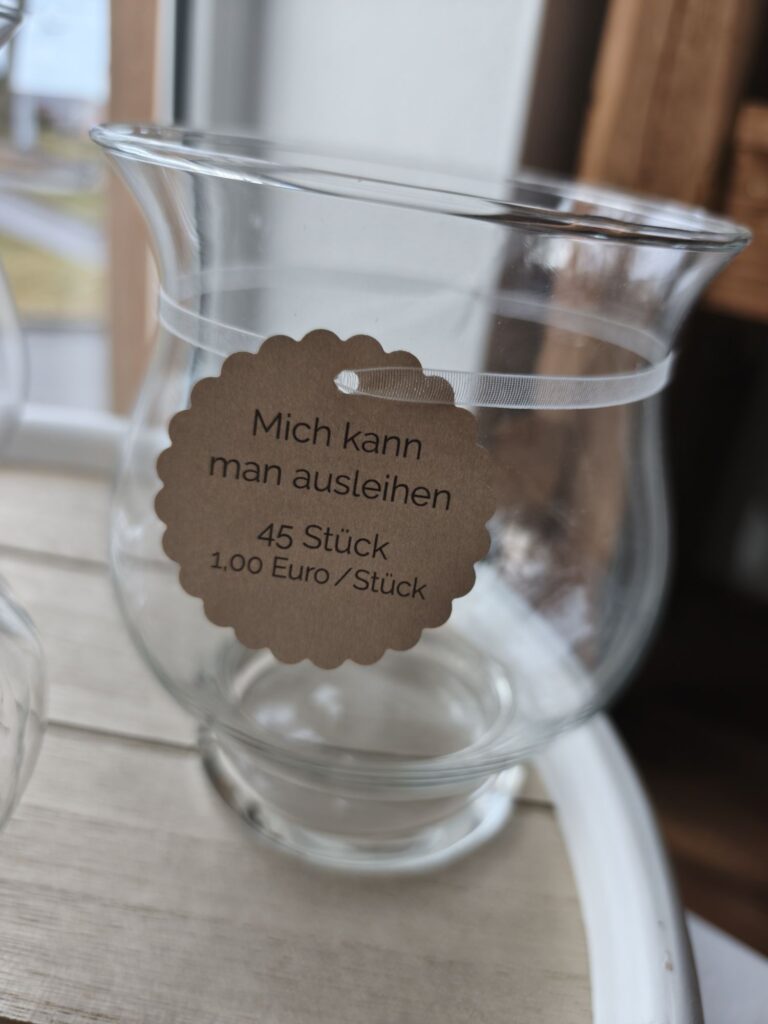 Mich kann
man ausleihen
45 Stück
1,00 Euro/Stück